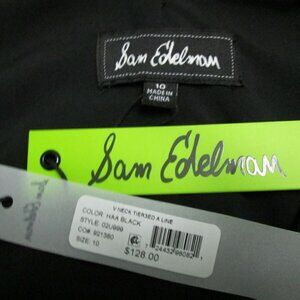 Sam Edelman
10
MADE IN
CHINA
Sam Edelman
V NECK TIERED A LINE
COLOR: HAA BLACK
STYLE: 02U999
CO#: 921380
SIZE: 10
$128.00